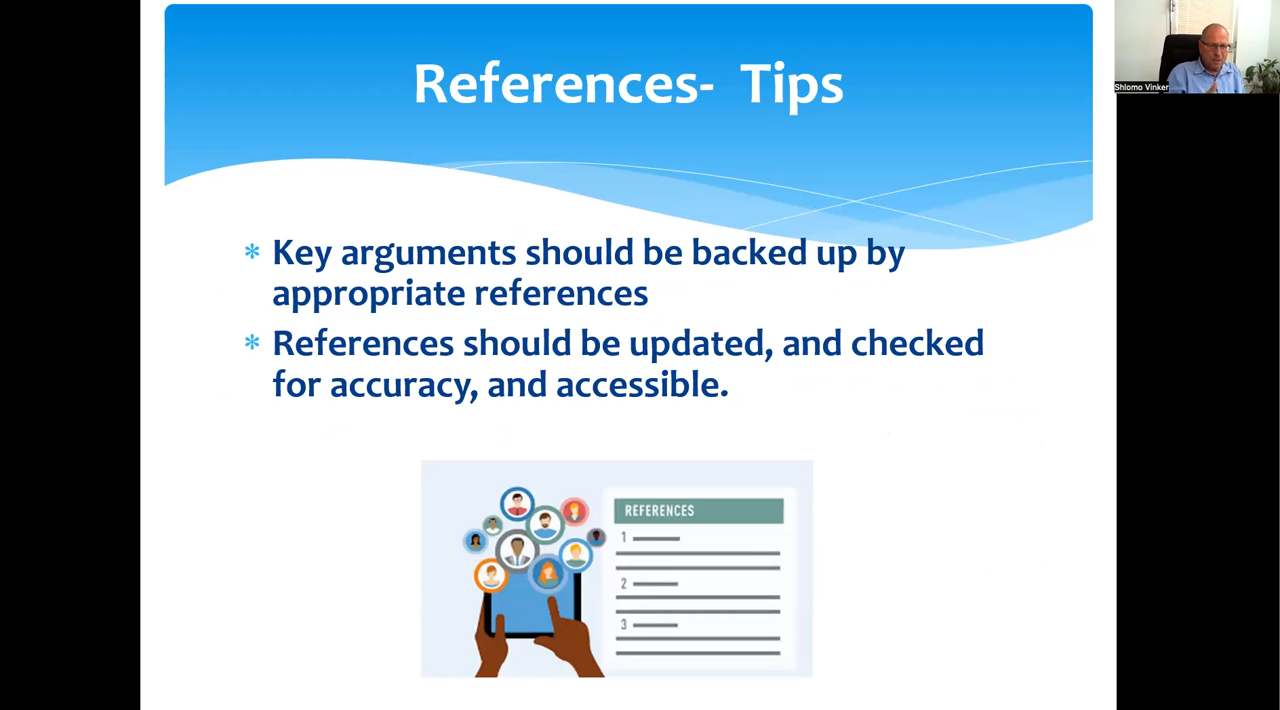 References-  Tips
Shlomo Vinker
* Key arguments should be backed up by
appropriate references
* References should be updated, and checked
for accuracy, and accessible.
REFERENCES
1
2
3